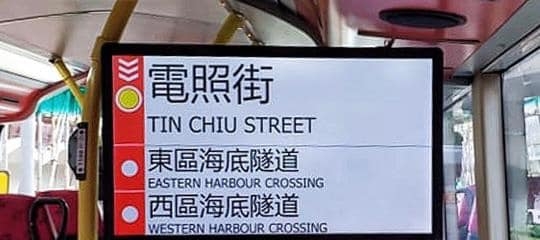 電照街
TIN CHIU STREET
東區海底隧道
EASTERN HARBOUR CROSSING
西區海底隧道
WESTERN HARBOUR CROSSING